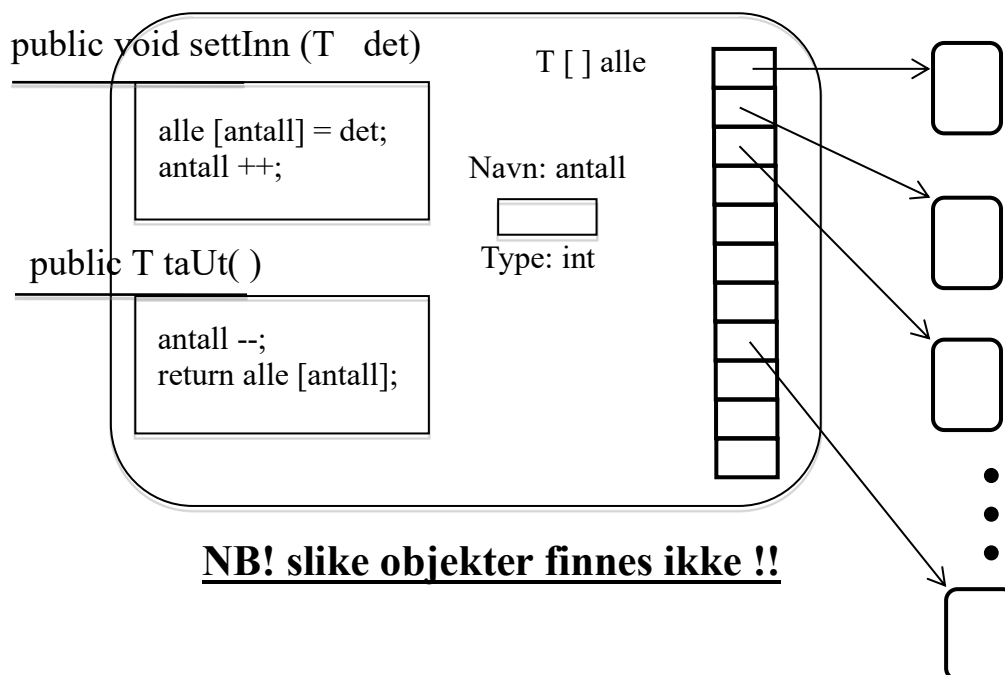 public void settInn (T det)
alle [antall] = det;
antall ++;
public T taUt( )
antall --;
return alle [antall];
T [ ] alle
Navn: antall
Type: int
NB! slike objekter finnes ikke !!